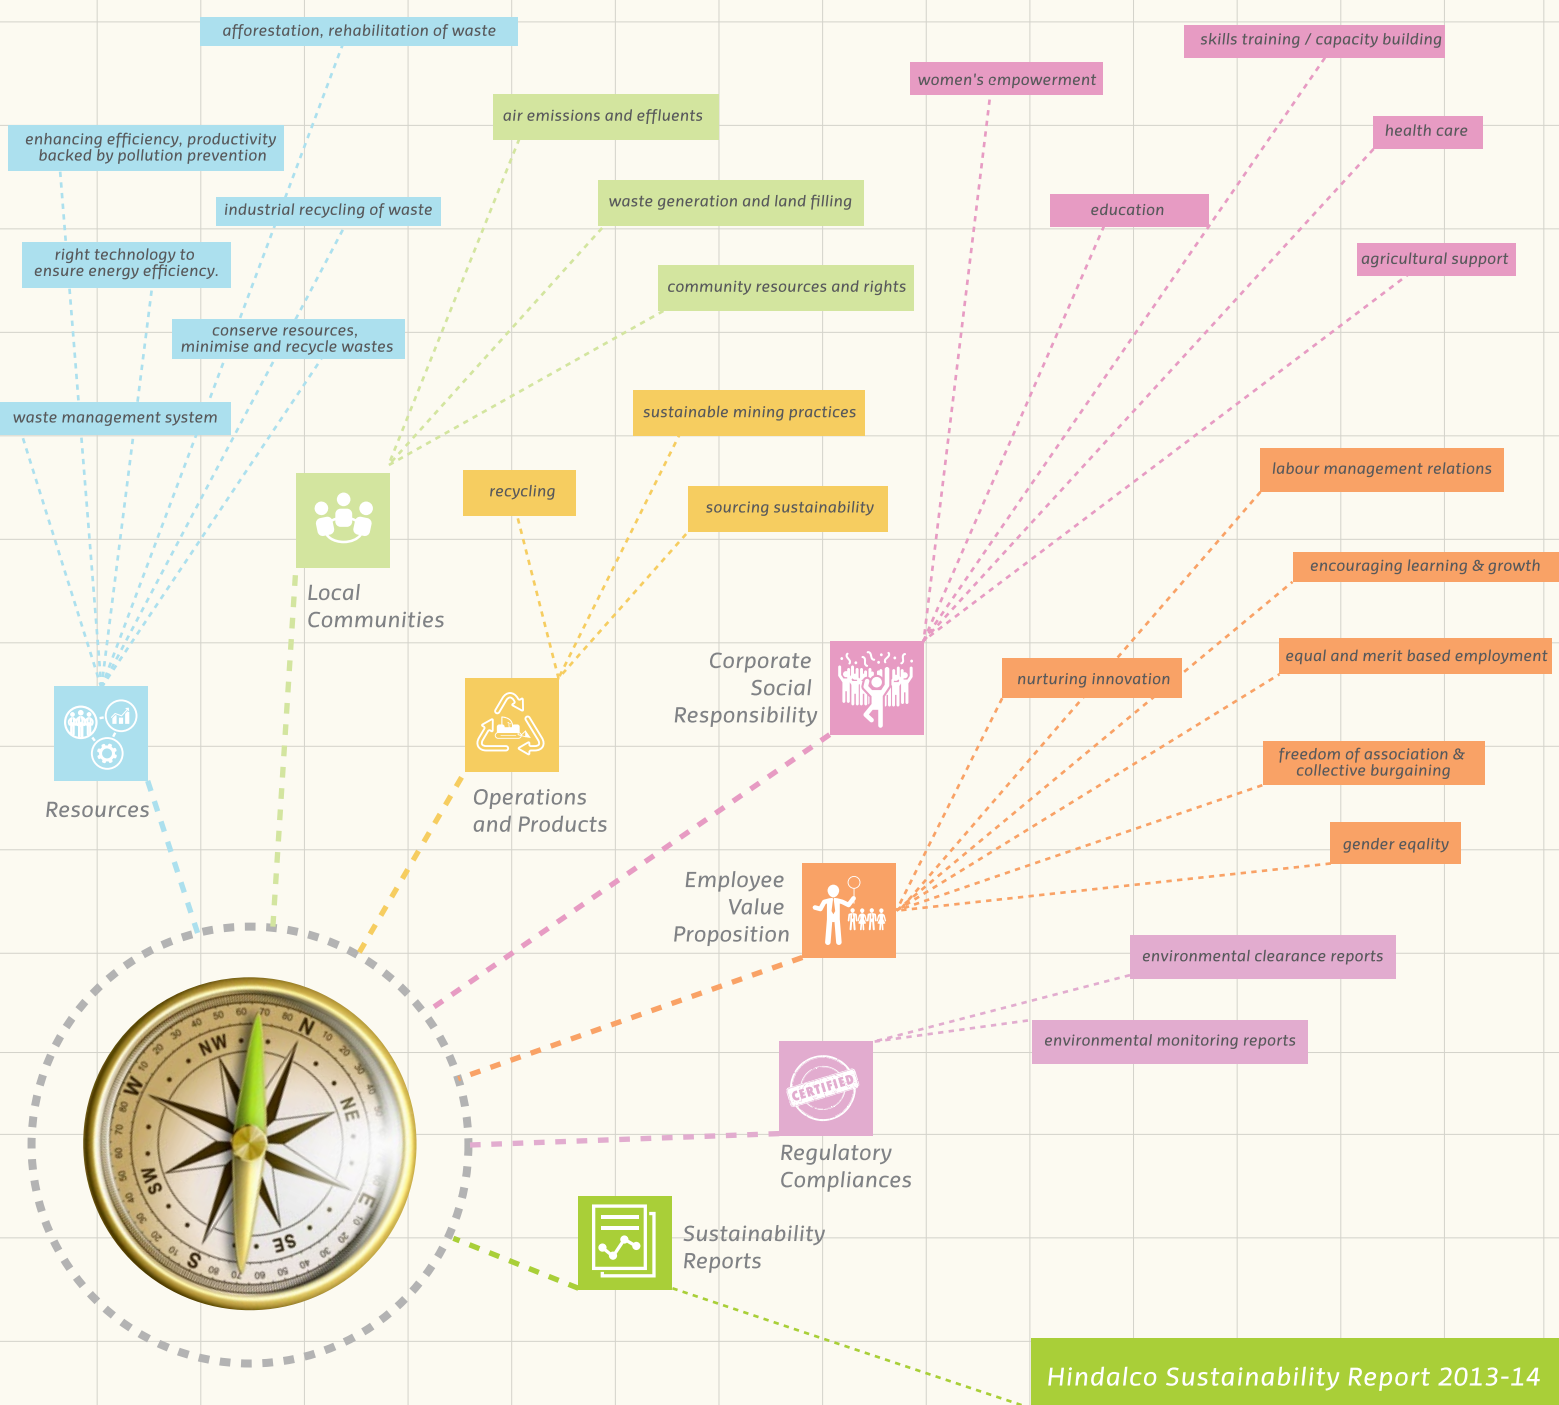 afforestation, rehabilitation of waste
enhancing efficiency, productivity
backed by pollution prevention
industrial recycling of waste
right technology to
ensure energy efficiency.
conserve resources,
minimise and recycle wastes
waste management system
Resources
air emissions and effluents
waste generation and land filling
community resources and rights
Local
Communities
sustainable mining practices
recycling
sourcing sustainability
Operations
and Products
skills training / capacity building
women's empowerment
health care
education
agricultural support
Corporate
Social
Responsibility
labour management relations
encouraging learning & growth
equal and merit based employment
nurturing innovation
freedom of association &
collective burgaining
gender eqality
Employee
Value
Proposition
environmental clearance reports
environmental monitoring reports
CERTIFIED
Regulatory
Compliances
Sustainability
Reports
N
NE
E
SE
S
SW
W
NW
Hindalco Sustainability Report 2013-14